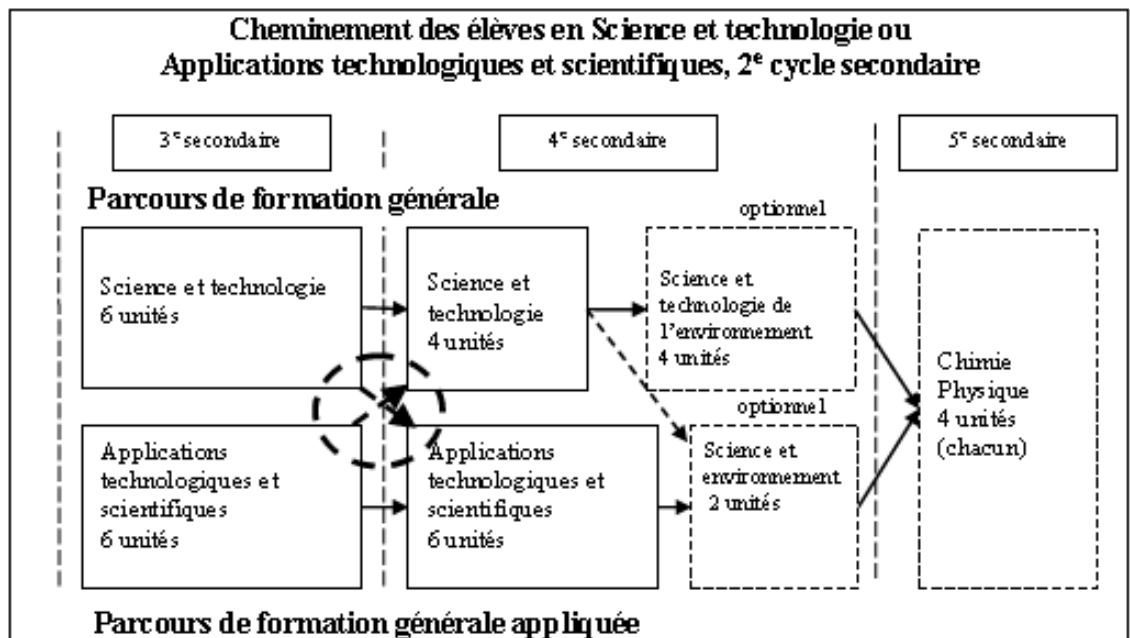 Cheminement des élèves en Science et technologie ou
Applications technologiques et scientifiques, 2e cycle secondaire
3e secondaire
4e secondaire
5e secondaire
Parcours de formation générale
Science et technologie
6 unités
Science et
technologie
4 unités
optionnel
Science et
technologie de
l'environnement
4 unités
Chimie
Physique
4 unités
(chacun)
Applications
technologiques et
scientifiques
6 unités
Applications
technologiques et
scientifiques
6 unités
optionnel
Science et
environnement
2 unités
Parcours de formation générale appliquée